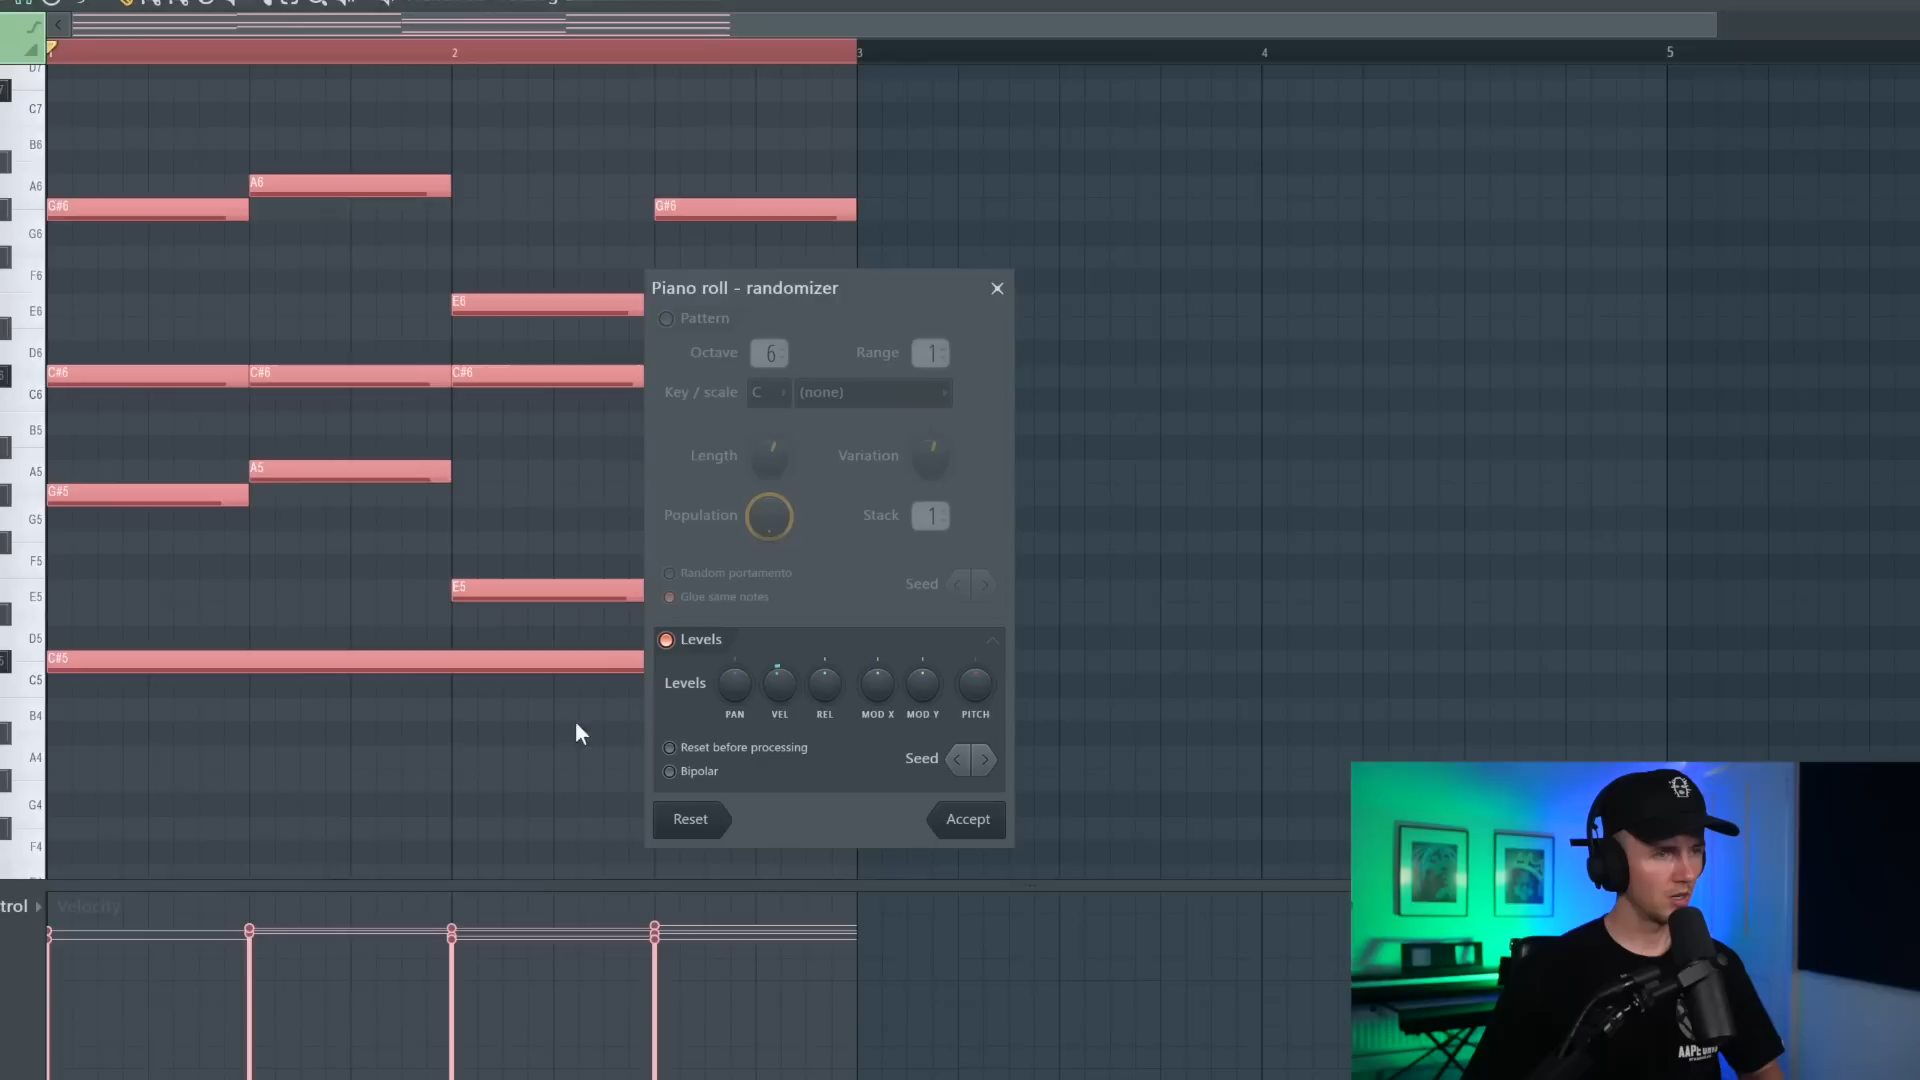 1
2
3
4
5
D7
C7
B6
A6
G6
F6
E6
D6
C6
B5
A5
G5
F5
E5
D5
C5
B4
A4
G4
F4
G#6
A6
G#6
E6
C#6
C#6
C#6
A5
G#5
E5
C#5
Piano roll - randomizer
Pattern
Octave 6 Range 1
Key / scale C (none)
Length Variation
Population Stack 1
Random portamento
Glue same notes
Seed
Levels
Levels
PAN VEL REL MOD X MOD Y PITCH
Reset before processing
Bipolar
Seed
Reset Accept
trol
Velocity